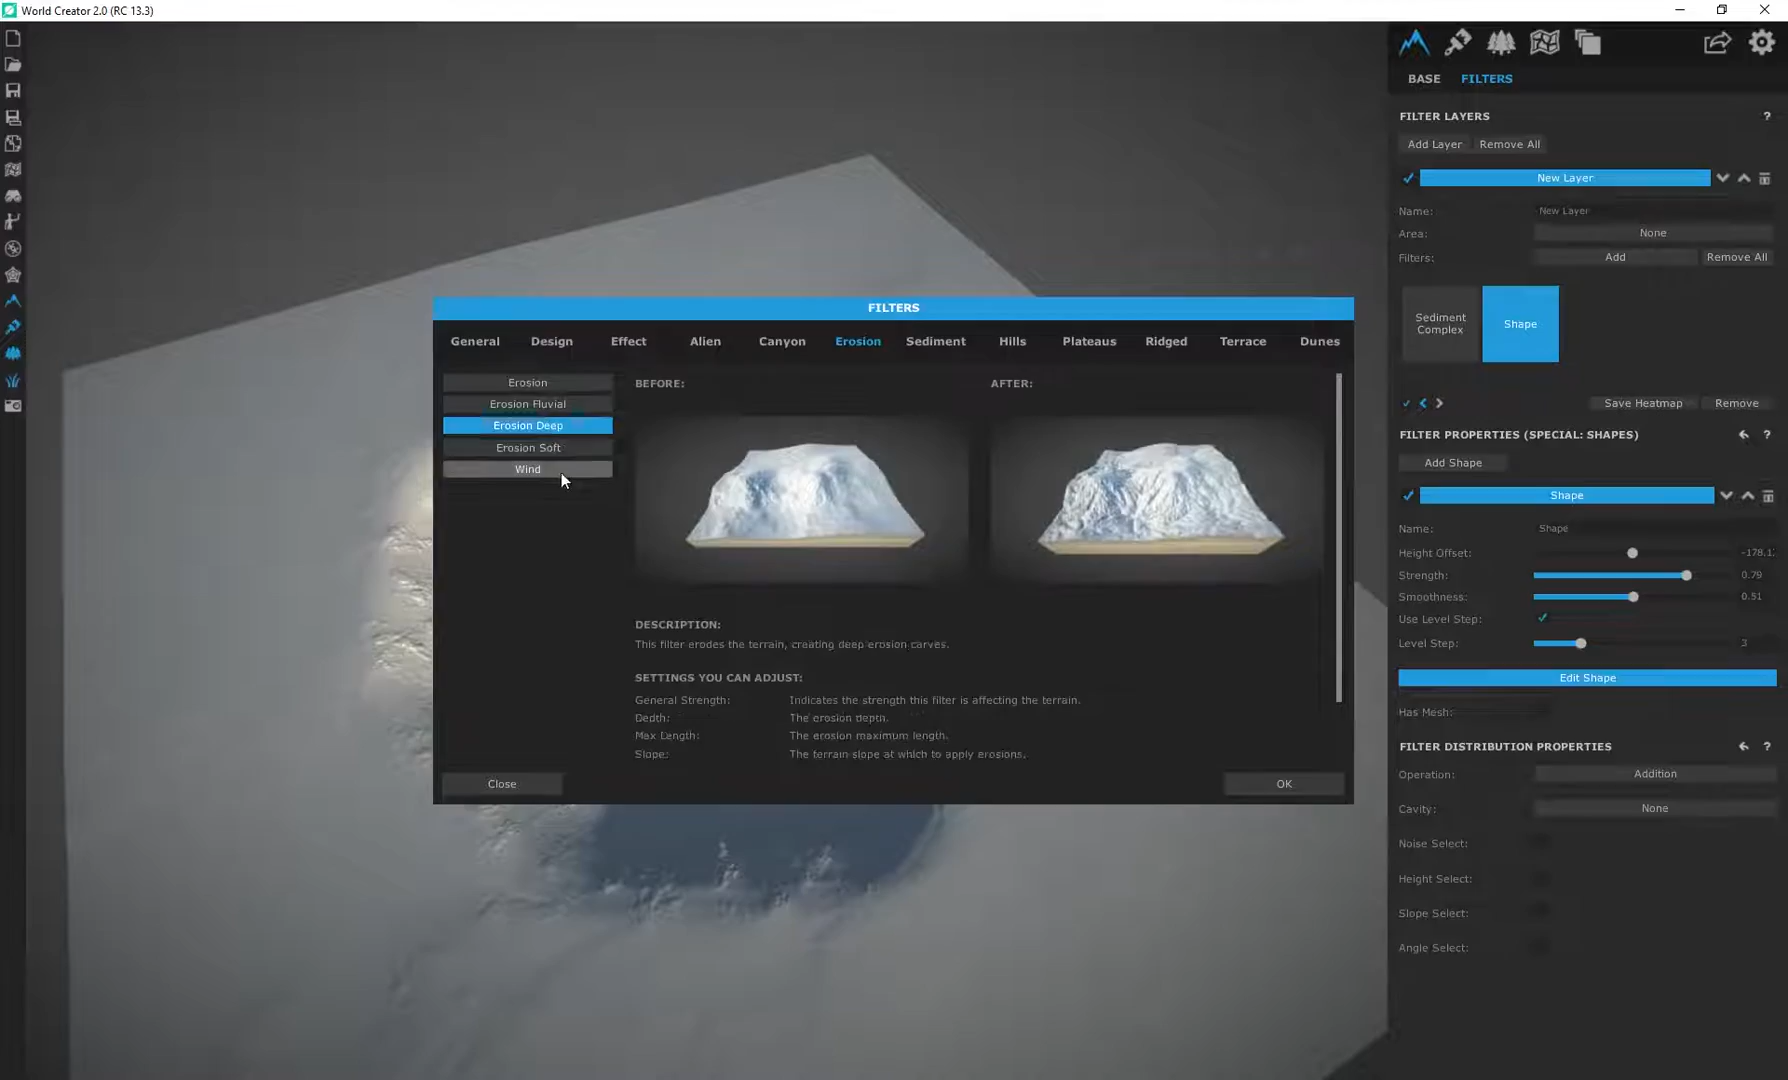 World Creator 2.0 (RC 13.3)
BASE FILTERS
FILTER LAYERS ?
Add Layer Remove All
New Layer
Name: New Layer
Area: None
Filters: Add Remove All
Sediment
Complex
Shape
Save Heatmap Remove
FILTER PROPERTIES (SPECIAL: SHAPES) ?
Add Shape
Shape
Name: Shape
Height Offset: -178.1
Strength: 0.79
Smoothness: 0.51
Use Level Step:
Level Step: 3
Edit Shape
Has Mesh:
FILTER DISTRIBUTION PROPERTIES ?
Operation: Addition
Cavity: None
Noise Select:
Height Select:
Slope Select:
Angle Select:
FILTERS
General Design Effect Alien Canyon Erosion Sediment Hills Plateaus Ridged Terrace Dunes
Erosion
Erosion Fluvial
Erosion Deep
Erosion Soft
Wind
BEFORE: AFTER:
DESCRIPTION:
This filter erodes the terrain, creating deep erosion carves.
SETTINGS YOU CAN ADJUST:
General Strength: Indicates the strength this filter is affecting the terrain.
Depth: The erosion depth.
Max Length: The erosion maximum length.
Slope: The terrain slope at which to apply erosions.
Close OK